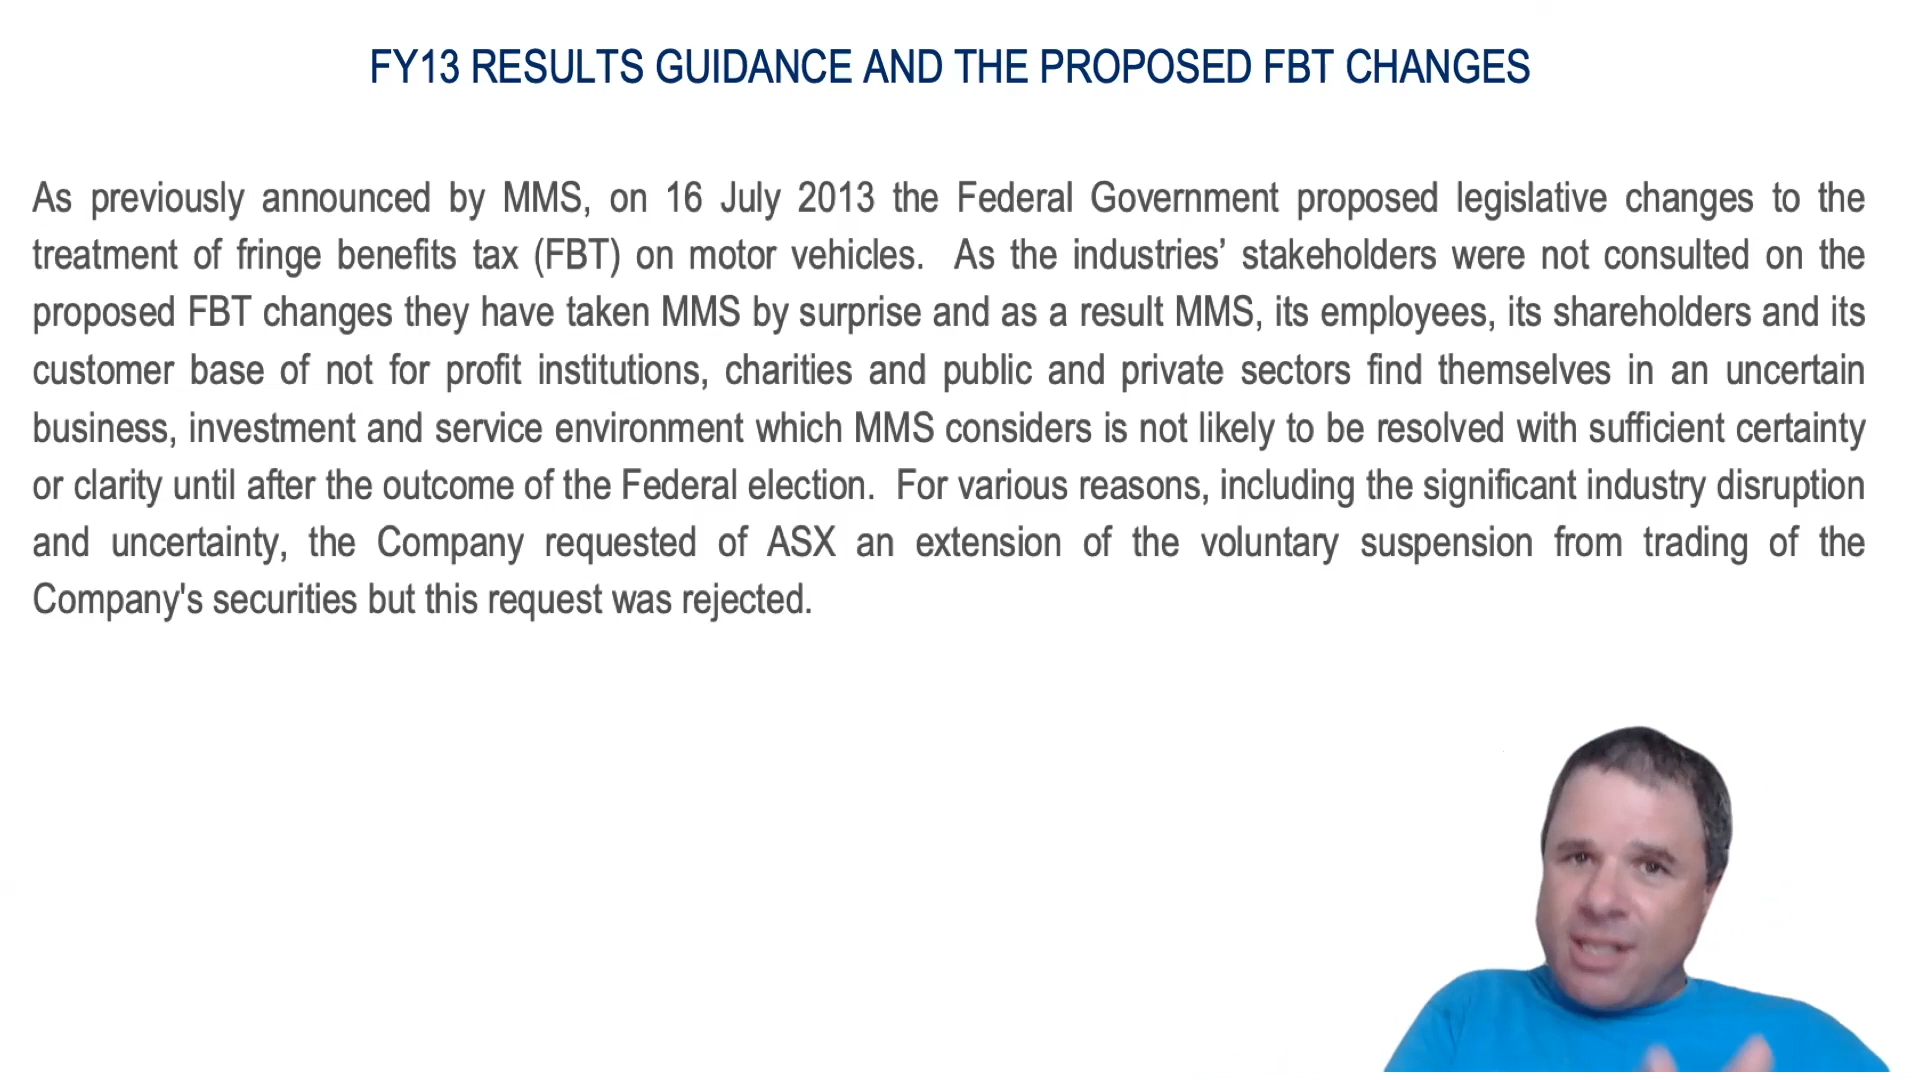 FY13 RESULTS GUIDANCE AND THE PROPOSED FBT CHANGES
As previously announced by MMS, on 16 July 2013 the Federal Government proposed legislative changes to the
treatment of fringe benefits tax (FBT) on motor vehicles. As the industries’ stakeholders were not consulted on the
proposed FBT changes they have taken MMS by surprise and as a result MMS, its employees, its shareholders and its
customer base of not for profit institutions, charities and public and private sectors find themselves in an uncertain
business, investment and service environment which MMS considers is not likely to be resolved with sufficient certainty
or clarity until after the outcome of the Federal election. For various reasons, including the significant industry disruption
and uncertainty, the Company requested of ASX an extension of the voluntary suspension from trading of the
Company's securities but this request was rejected.